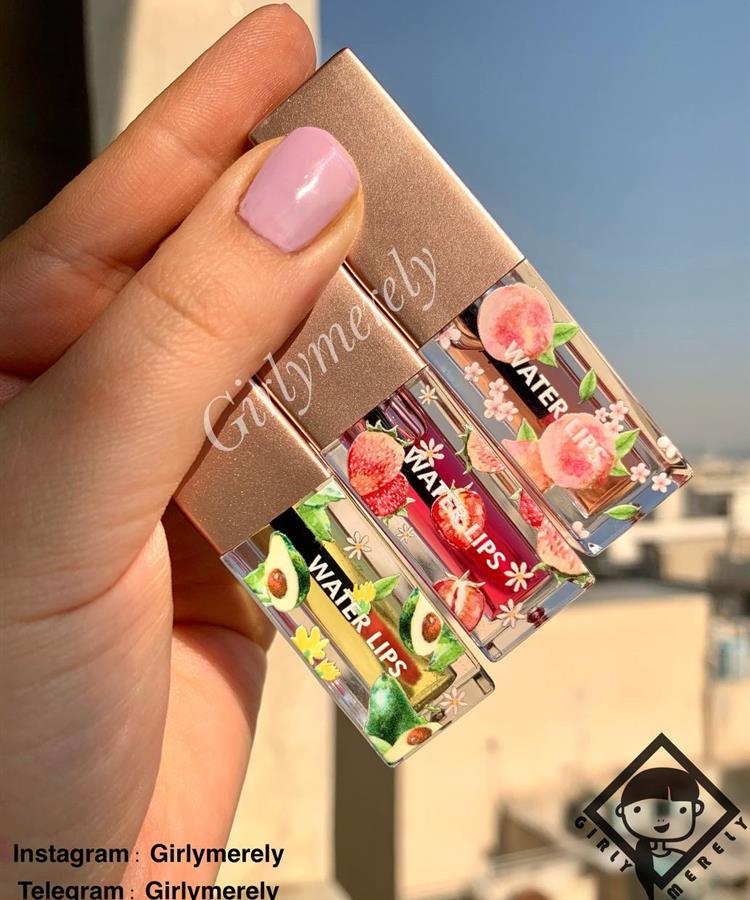 Girlymerely
WATER LIPS
WATER LIPS
WATER LIPS
GIRLY MERELY
Instagram : Girlymerely
Telegram : Girlymerely